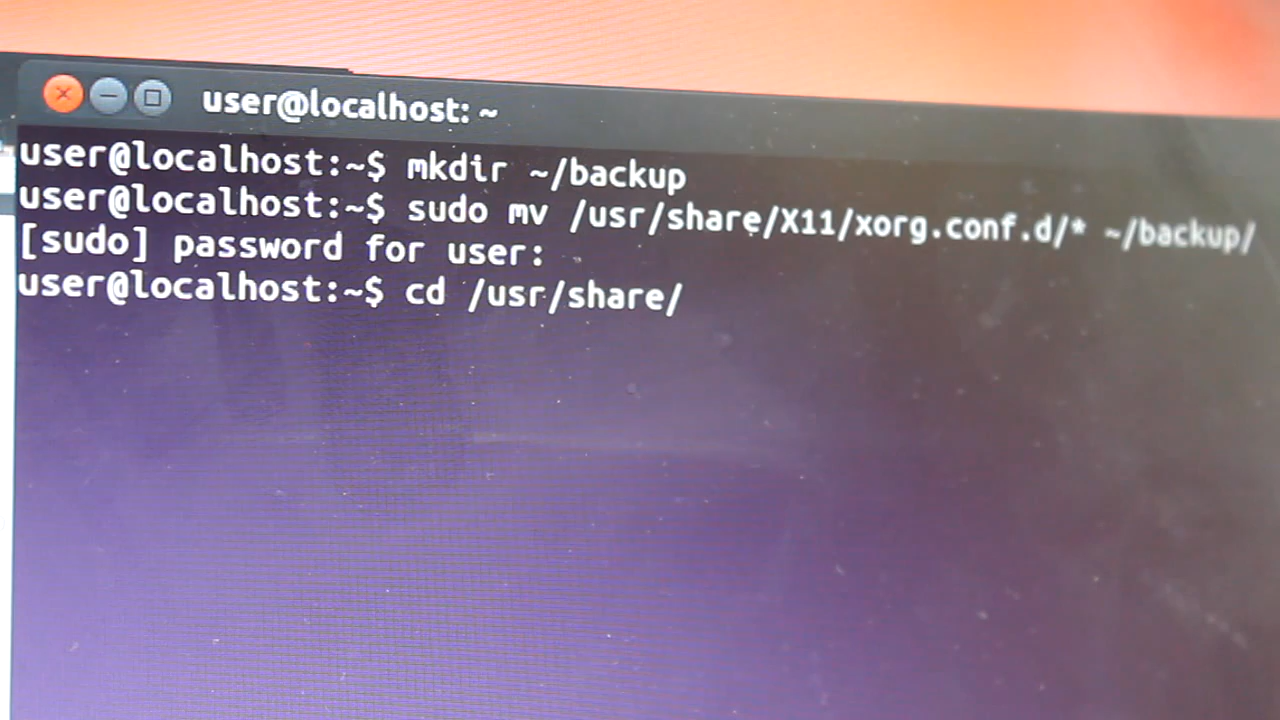 user@localhost: ~
user@localhost:~$ mkdir ~/backup
user@localhost:~$ sudo mv /usr/share/X11/xorg.conf.d/* ~/backup/
[sudo] password for user:
user@localhost:~$ cd /usr/share/